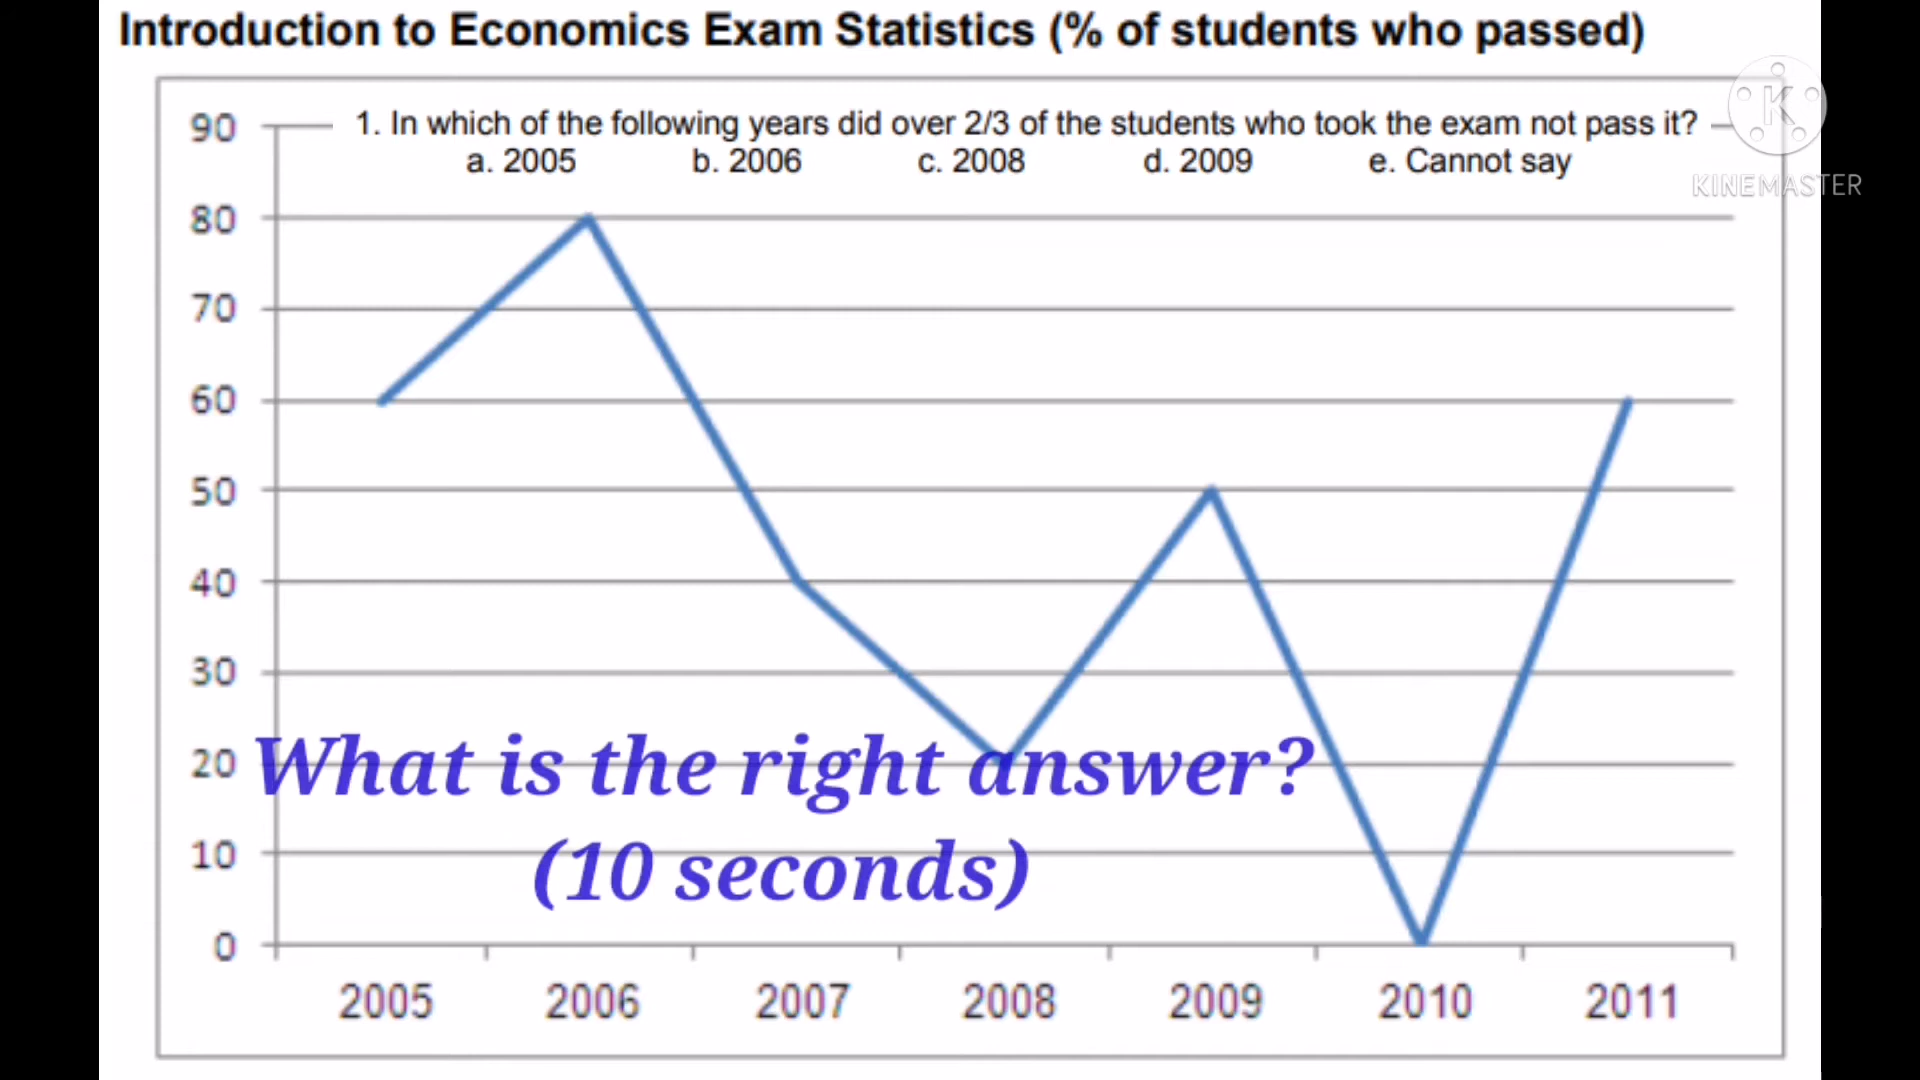 Introduction to Economics Exam Statistics (% of students who passed)
1. In which of the following years did over 2/3 of the students who took the exam not pass it?
a. 2005 b. 2006 c. 2008 d. 2009 e. Cannot say
K
KINEMASTER
90
80
70
60
50
40
30
20
10
0
What is the right answer?
(10 seconds)
2005 2006 2007 2008 2009 2010 2011